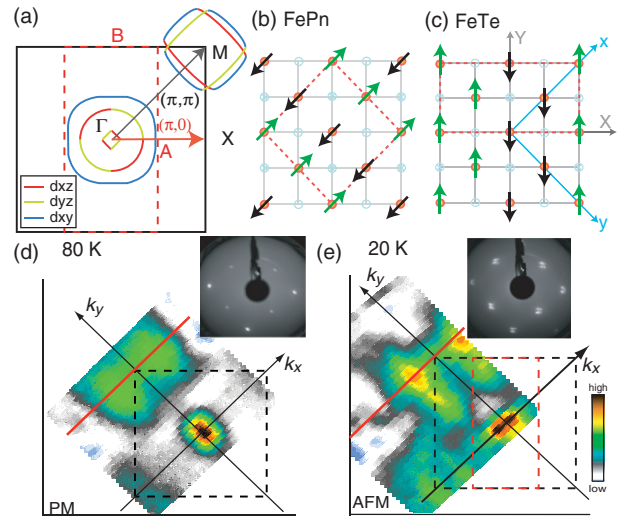 (a)
B
M
(π,π)
Γ
(π,0)
A
X
dxz
dyz
dxy
(b) FePn
(c) FeTe
Y
x
X
y
(d) 80 K
ky
kx
PM
(e) 20 K
ky
kx
high
low
AFM